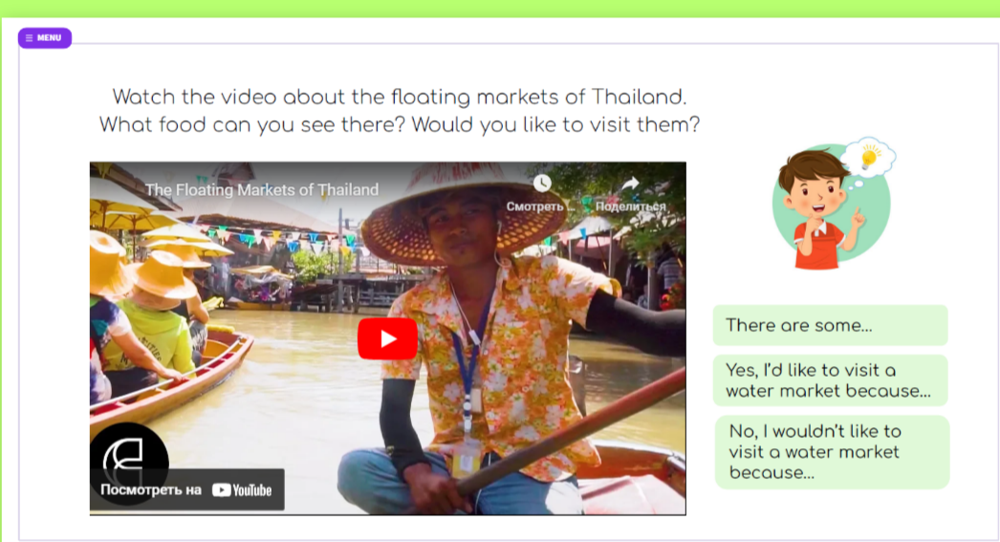 ☰ MENU
Watch the video about the floating markets of Thailand.
What food can you see there? Would you like to visit them?
The Floating Markets of Thailand
Смотреть ...
Поделиться
Посмотреть на YouTube
There are some...
Yes, I'd like to visit a
water market because...
No, I wouldn't like to
visit a water market
because...